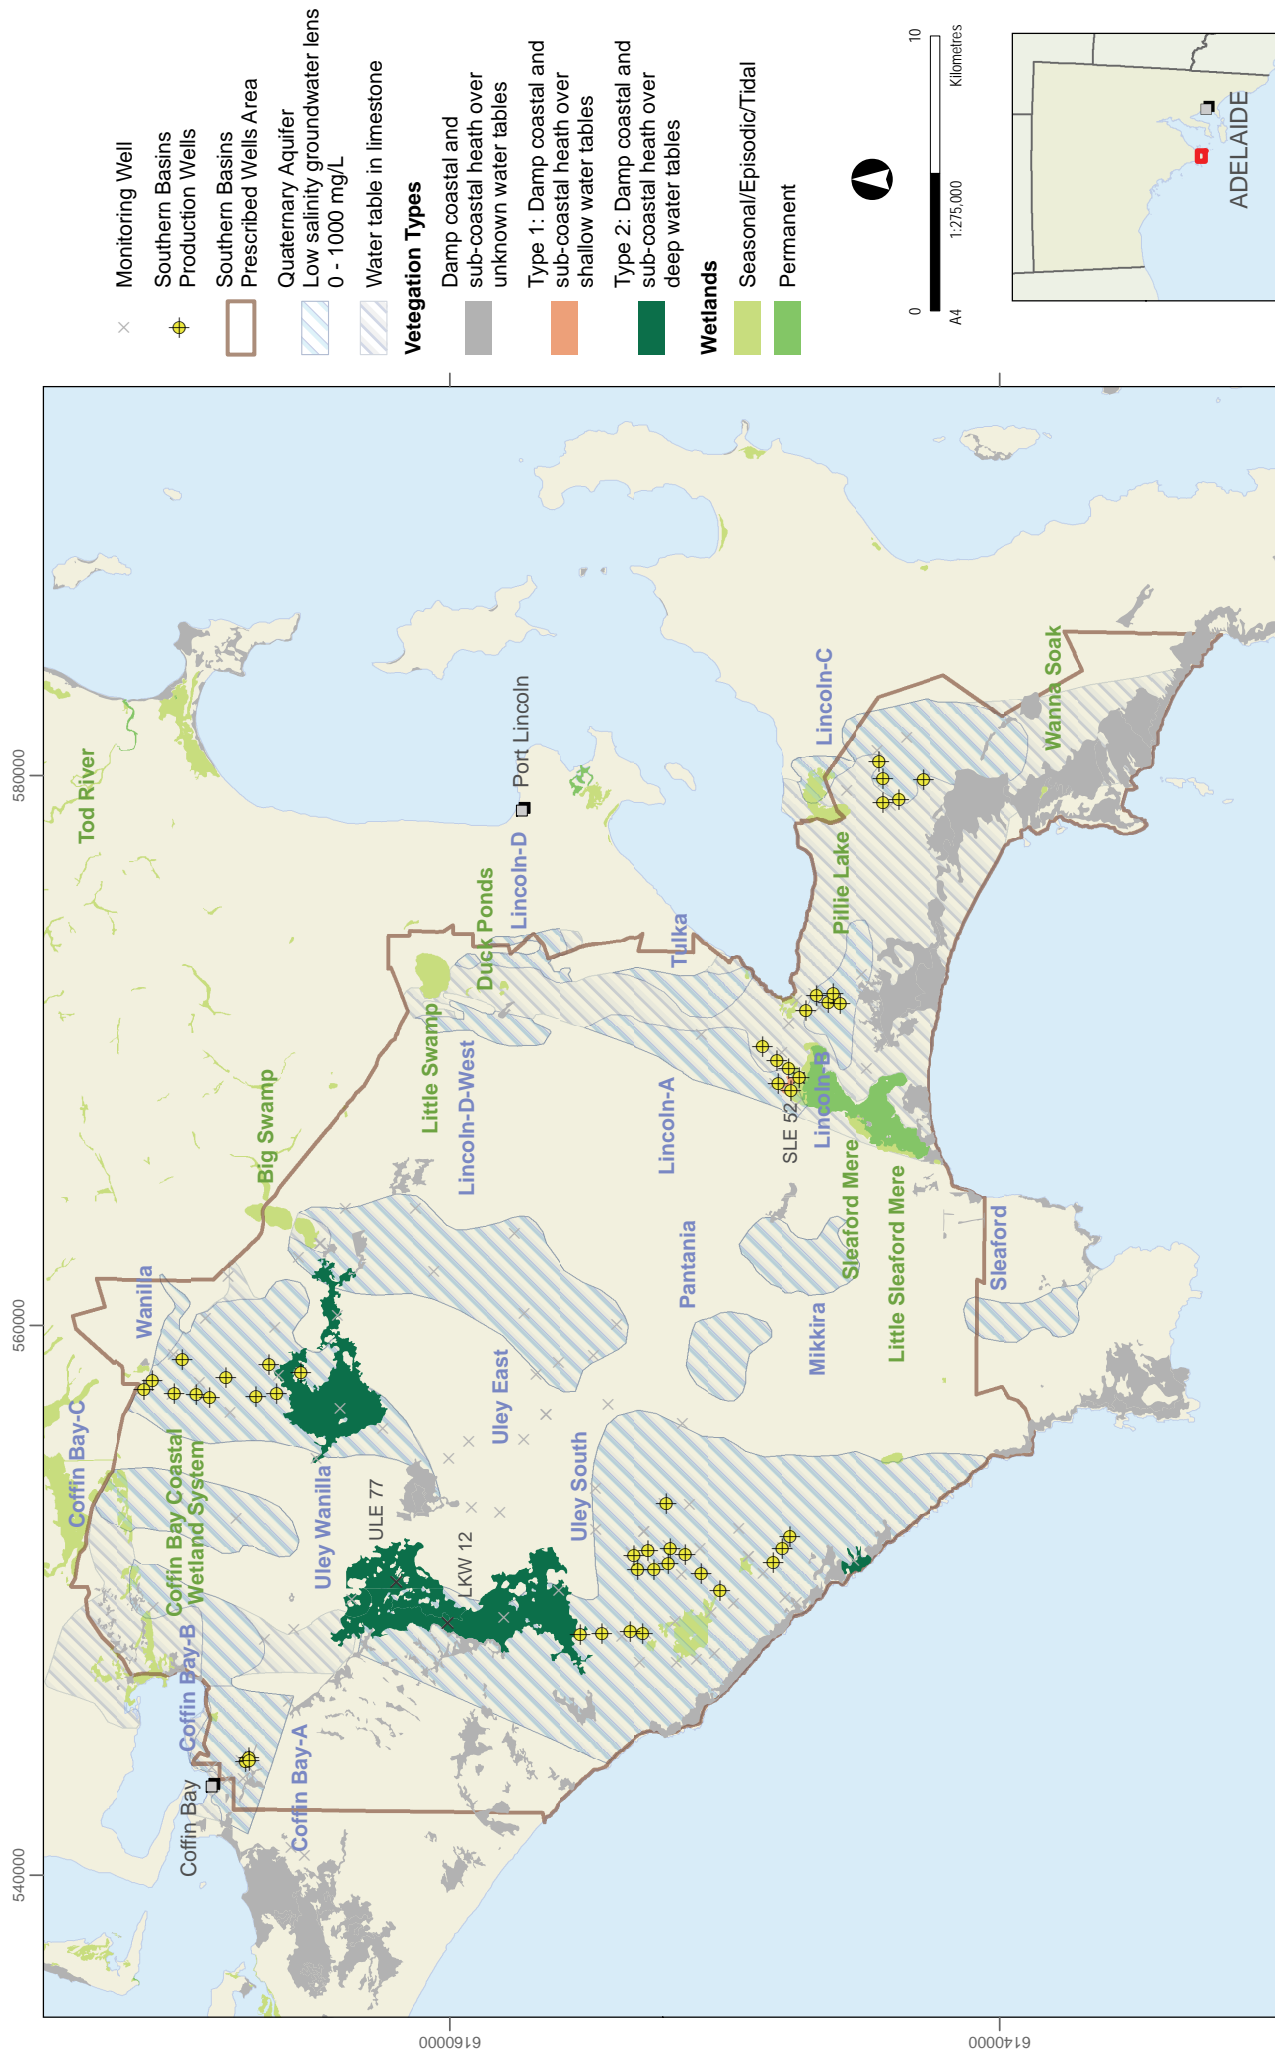 Monitoring Well
Southern Basins
Production Wells
Southern Basins
Prescribed Wells Area
Quaternary Aquifer
Low salinity groundwater lens
0 - 1000 mg/L
Water table in limestone
Vetegation Types
Damp coastal and
sub-coastal heath over
unknown water tables
Type 1: Damp coastal and
sub-coastal heath over
shallow water tables
Type 2: Damp coastal and
sub-coastal heath over
deep water tables
Wetlands
Seasonal/Episodic/Tidal
Permanent
0
10
A4
1:275,000
Kilometres
ADELAIDE
540000
560000
580000
6160000
6140000
Tod River
Coffin Bay-C
Wanilla
Big Swamp
Coffin Bay Coastal
Wetland System
Coffin Bay-B
Coffin Bay
Coffin Bay-A
Uley Wanilla
ULE 77
LKW 12
Uley East
Uley South
Little Swamp
Lincoln-D-West
Duck Ponds
Lincoln-D
Port Lincoln
Tulka
Lincoln-A
Pantania
Mikkira
SLE 52
Lincoln-B
Lincoln-C
Pillie Lake
Sleaford Mere
Little Sleaford Mere
Sleaford
Wanna Soak